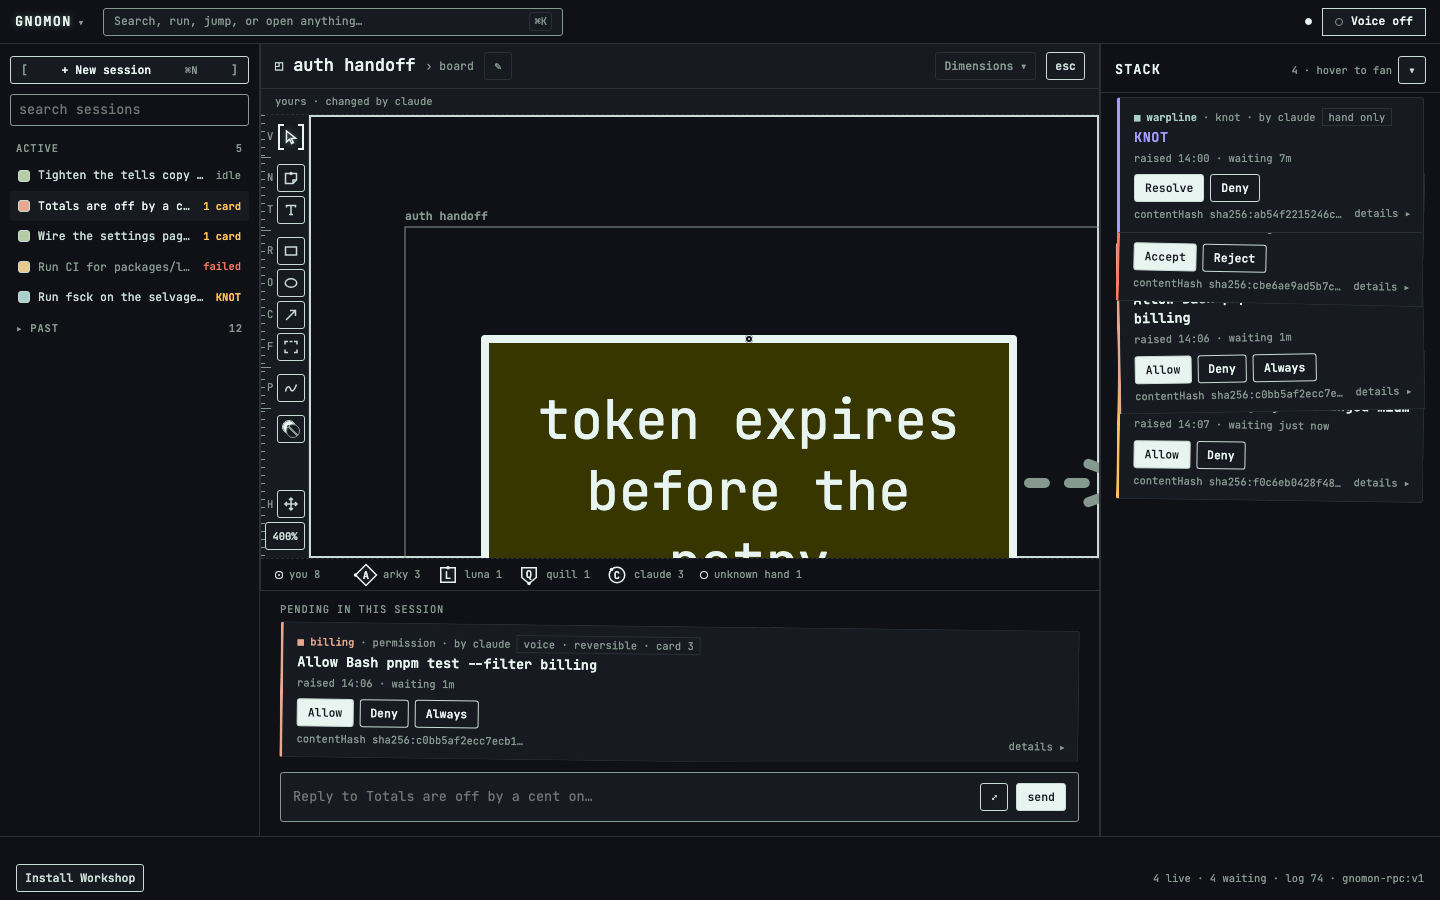 GNOMON ▾
Search, run, jump, or open anything… ⌘K
○ Voice off
[ + New session ⌘N ]
search sessions
ACTIVE 5
Tighten the tells copy … idle
Totals are off by a c… 1 card
Wire the settings pag… 1 card
Run CI for packages/l… failed
Run fsck on the selvage… KNOT
▸ PAST 12
auth handoff › board ✎
Dimensions ▾ esc
yours · changed by claude
V
N
T
R
O
C
F
P
H
400%
auth handoff
token expires
before the
retry
you 8 A arky 3 L luna 1 Q quill 1 C claude 3 unknown hand 1
PENDING IN THIS SESSION
■ billing · permission · by claude voice · reversible · card 3
Allow Bash pnpm test --filter billing
raised 14:06 · waiting 1m
Allow Deny Always
contentHash sha256:c0bb5af2ecc7ecb1…
details ▸
Reply to Totals are off by a cent on…
↗ send
STACK 4 · hover to fan ▾
■ warpline · knot · by claude hand only
KNOT
raised 14:00 · waiting 7m
Resolve Deny
contentHash sha256:ab54f2215246c… details ▸
Accept Reject
contentHash sha256:cbe6ae9ad5b7c… details ▸
billing
raised 14:06 · waiting 1m
Allow Deny Always
contentHash sha256:c0bb5af2ecc7e… details ▸
raised 14:07 · waiting just now
Allow Deny
contentHash sha256:f0c6eb0428f48… details ▸
Install Workshop
4 live · 4 waiting · log 74 · gnomon-rpc:v1